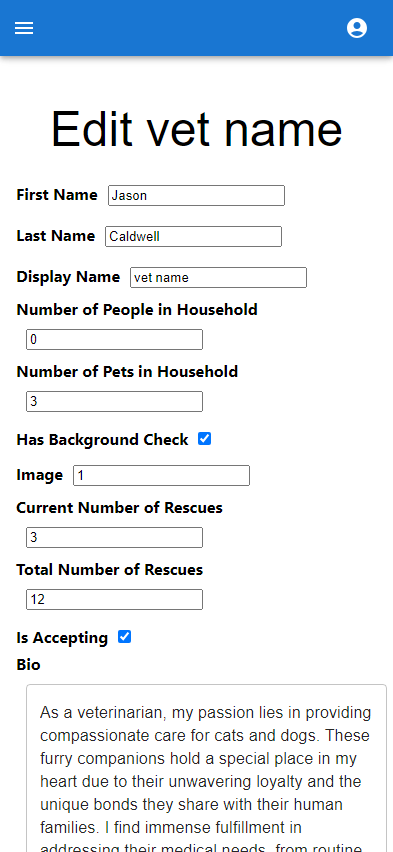 Edit vet name
First Name Jason
Last Name Caldwell
Display Name vet name
Number of People in Household
0
Number of Pets in Household
3
Has Background Check
Image 1
Current Number of Rescues
3
Total Number of Rescues
12
Is Accepting
Bio
As a veterinarian, my passion lies in providing
compassionate care for cats and dogs. These
furry companions hold a special place in my
heart due to their unwavering loyalty and the
unique bonds they share with their human
families. I find immense fulfillment in
addressing their medical needs, from routine